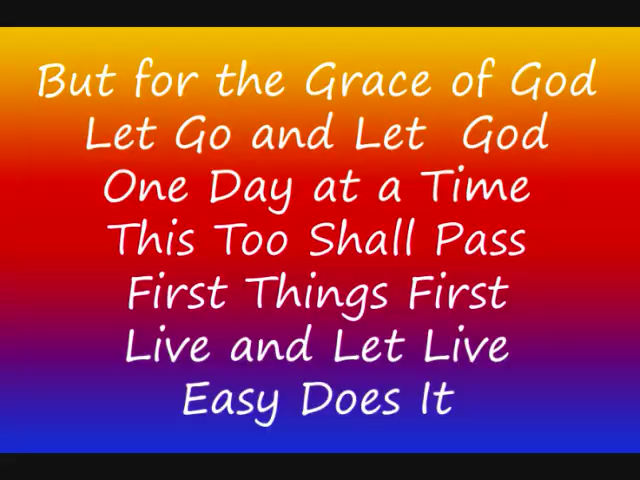 But for the Grace of God
Let Go and Let God
One Day at a Time
This Too Shall Pass
First Things First
Live and Let Live
Easy Does It